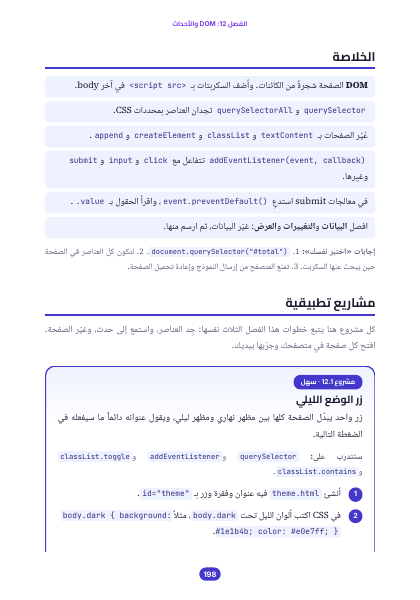 الفصل 12: DOM والأحداث
الخلاصة
DOM الصفحة شجرةٌ من الكائنات. وأضف السكربتات بـ <script src> في آخر body.
querySelector و querySelectorAll تجدان العناصر بمحددات CSS.
غيّر الصفحات بـ textContent و classList و createElement و append .
addEventListener(event, callback) تتفاعل مع click و input و submit
وغيرها.
في معالجات submit استدعِ event.preventDefault() ، واقرأ الحقول بـ .value .
افصل البيانات والتغييرات والعرض: غيّر البيانات، ثم ارسم منها.
إجابات «اختبر نفسك»: 1. document.querySelector("#total") . 2. لتكون كل العناصر في الصفحة
حين يبحث عنها السكربت. 3. تمنع المتصفح من إرسال النموذج وإعادة تحميل الصفحة.
مشاريع تطبيقية
كل مشروع هنا يتبع خطوات هذا الفصل الثلاث نفسها: جِد العناصر، واستمع إلى حدث، وغيّر الصفحة.
افتح كل صفحة في متصفحك وجرّبها بيديك.
مشروع 12.1 · سهل
زر الوضع الليلي
زر واحد يبدّل الصفحة كلها بين مظهر نهاري ومظهر ليلي، ويقول عنوانه دائماً ما سيفعله في
الضغطة التالية.
ستتدرب على: querySelector و addEventListener و classList.toggle
و classList.contains .
1 أنشئ theme.html فيه عنوان وفقرة وزر بـ id="theme" .
2 في CSS اكتب ألوان الليل تحت body.dark ، مثلاً body.dark { background:
#1e1b4b; color: #e0e7ff; } .
198